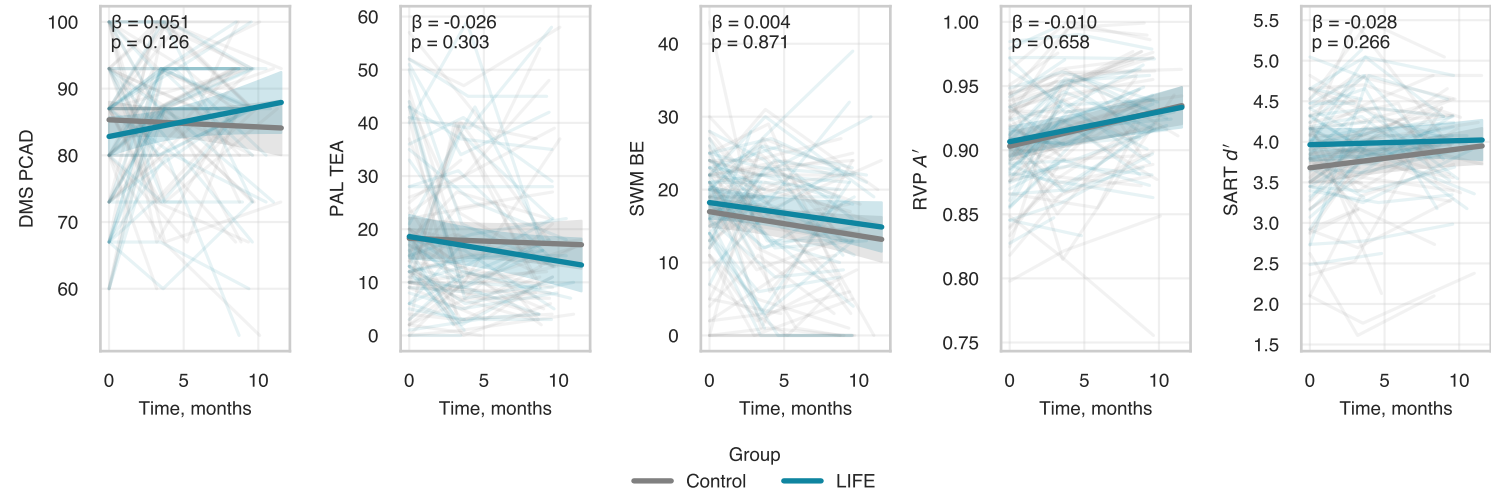 DMS PCAD
100
90
80
70
60
β = 0.051
p = 0.126
0 5 10
Time, months
PAL TEA
60
50
40
30
20
10
0
β = -0.026
p = 0.303
0 5 10
Time, months
SWM BE
40
30
20
10
0
β = 0.004
p = 0.871
0 5 10
Time, months
RVP A′
1.00
0.95
0.90
0.85
0.80
0.75
β = -0.010
p = 0.658
0 5 10
Time, months
SART d′
5.5
5.0
4.5
4.0
3.5
3.0
2.5
2.0
1.5
β = -0.028
p = 0.266
0 5 10
Time, months
Group
Control LIFE